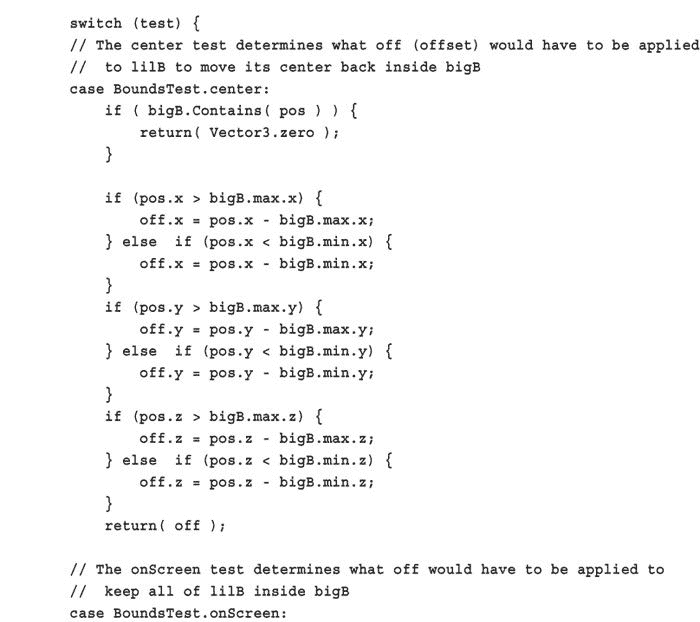 switch (test) {
// The center test determines what off (offset) would have to be applied
//  to lilB to move its center back inside bigB
case BoundsTest.center:
    if ( bigB.Contains( pos ) ) {
        return( Vector3.zero );
    }

    if (pos.x > bigB.max.x) {
        off.x = pos.x - bigB.max.x;
    } else  if (pos.x < bigB.min.x) {
        off.x = pos.x - bigB.min.x;
    }
    if (pos.y > bigB.max.y) {
        off.y = pos.y - bigB.max.y;
    } else  if (pos.y < bigB.min.y) {
        off.y = pos.y - bigB.min.y;
    }
    if (pos.z > bigB.max.z) {
        off.z = pos.z - bigB.max.z;
    } else  if (pos.z < bigB.min.z) {
        off.z = pos.z - bigB.min.z;
    }
    return( off );

// The onScreen test determines what off would have to be applied to
//  keep all of lilB inside bigB
case BoundsTest.onScreen: